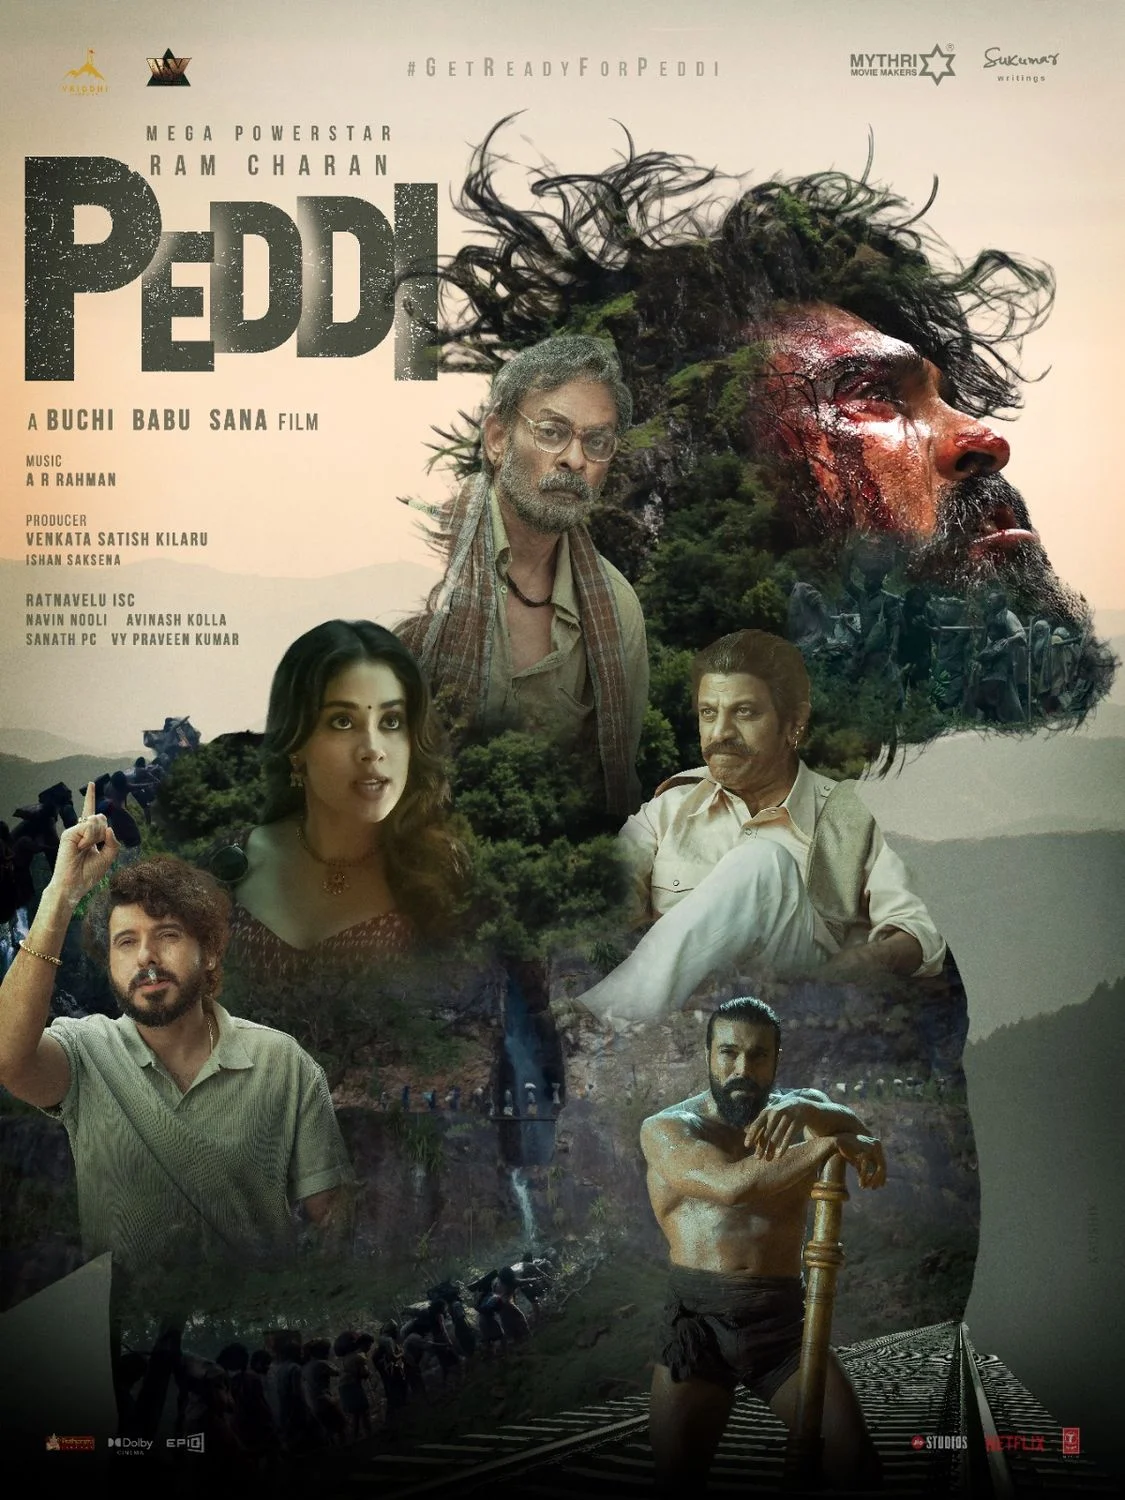 VRIDDHI
#GETREADYFORPEDDI
MYTHRI
MOVIE MAKERS
Sukumar
writings
MEGA POWERSTAR
RAM CHARAN
PEDDI
A BUCHI BABU SANA FILM
MUSIC
A R RAHMAN
PRODUCER
VENKATA SATISH KILARU
ISHAN SAKSENA
RATNAVELU ISC
NAVIN NOOLI AVINASH KOLLA
SANATH PC VY PRAVEEN KUMAR
Dolby
CINEMA
EPIQ
Jio STUDIOS
NETFLIX